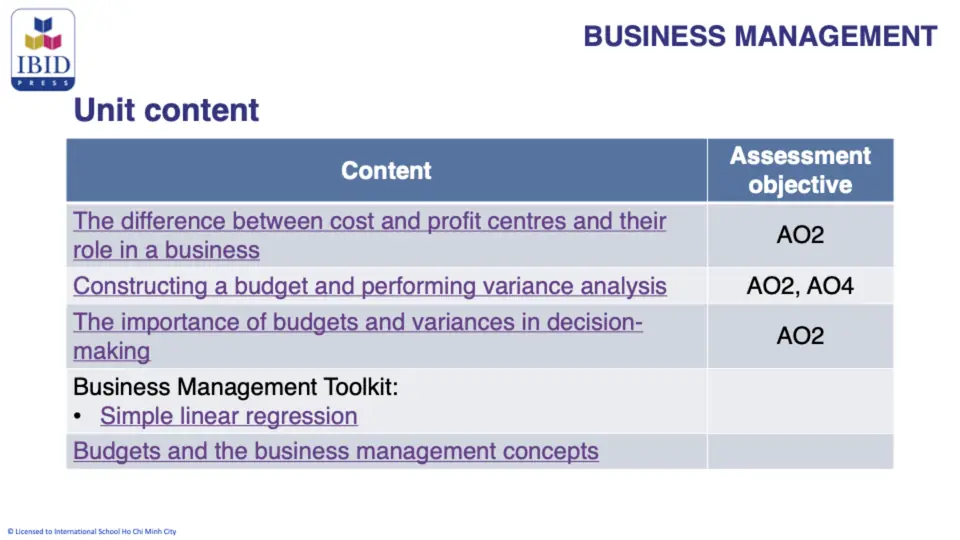 IBID
PRESS
BUSINESS MANAGEMENT
Unit content
Content
Assessment
objective
The difference between cost and profit centres and their
role in a business
AO2
Constructing a budget and performing variance analysis
AO2, AO4
The importance of budgets and variances in decision-
making
AO2
Business Management Toolkit:
• Simple linear regression
Budgets and the business management concepts
© Licensed to International School Ho Chi Minh City